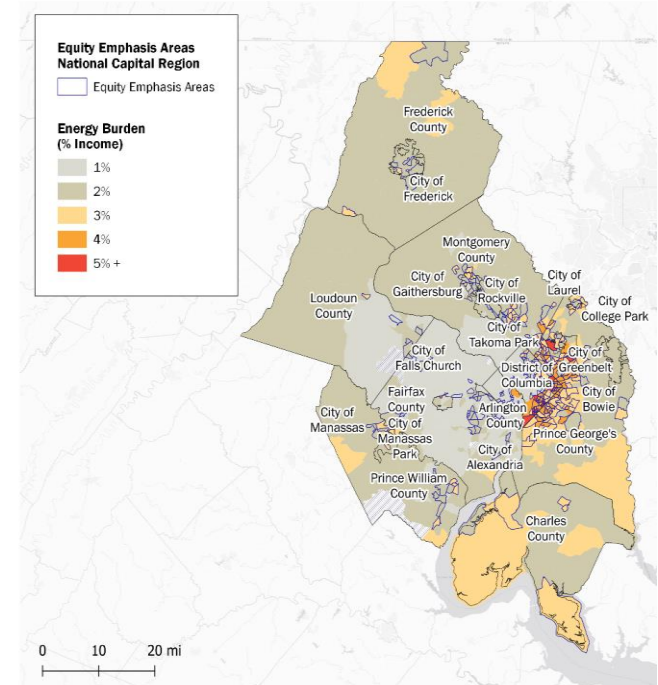 Equity Emphasis Areas
National Capital Region
Equity Emphasis Areas
Energy Burden
(% Income)
1%
2%
3%
4%
5% +
Frederick
County
City of
Frederick
Montgomery
County
City of
Gaithersburg
City of
Rockville
City of
Laurel
City of
College Park
Loudoun
County
City of
Takoma Park
City of
Falls Church
District of
Columbia
City of
Greenbelt
Fairfax
County
City of
Bowie
City of
Manassas
City of
Manassas
Park
Arlington
County
Prince George's
County
City of
Alexandria
Prince William
County
Charles
County
0 10 20 mi